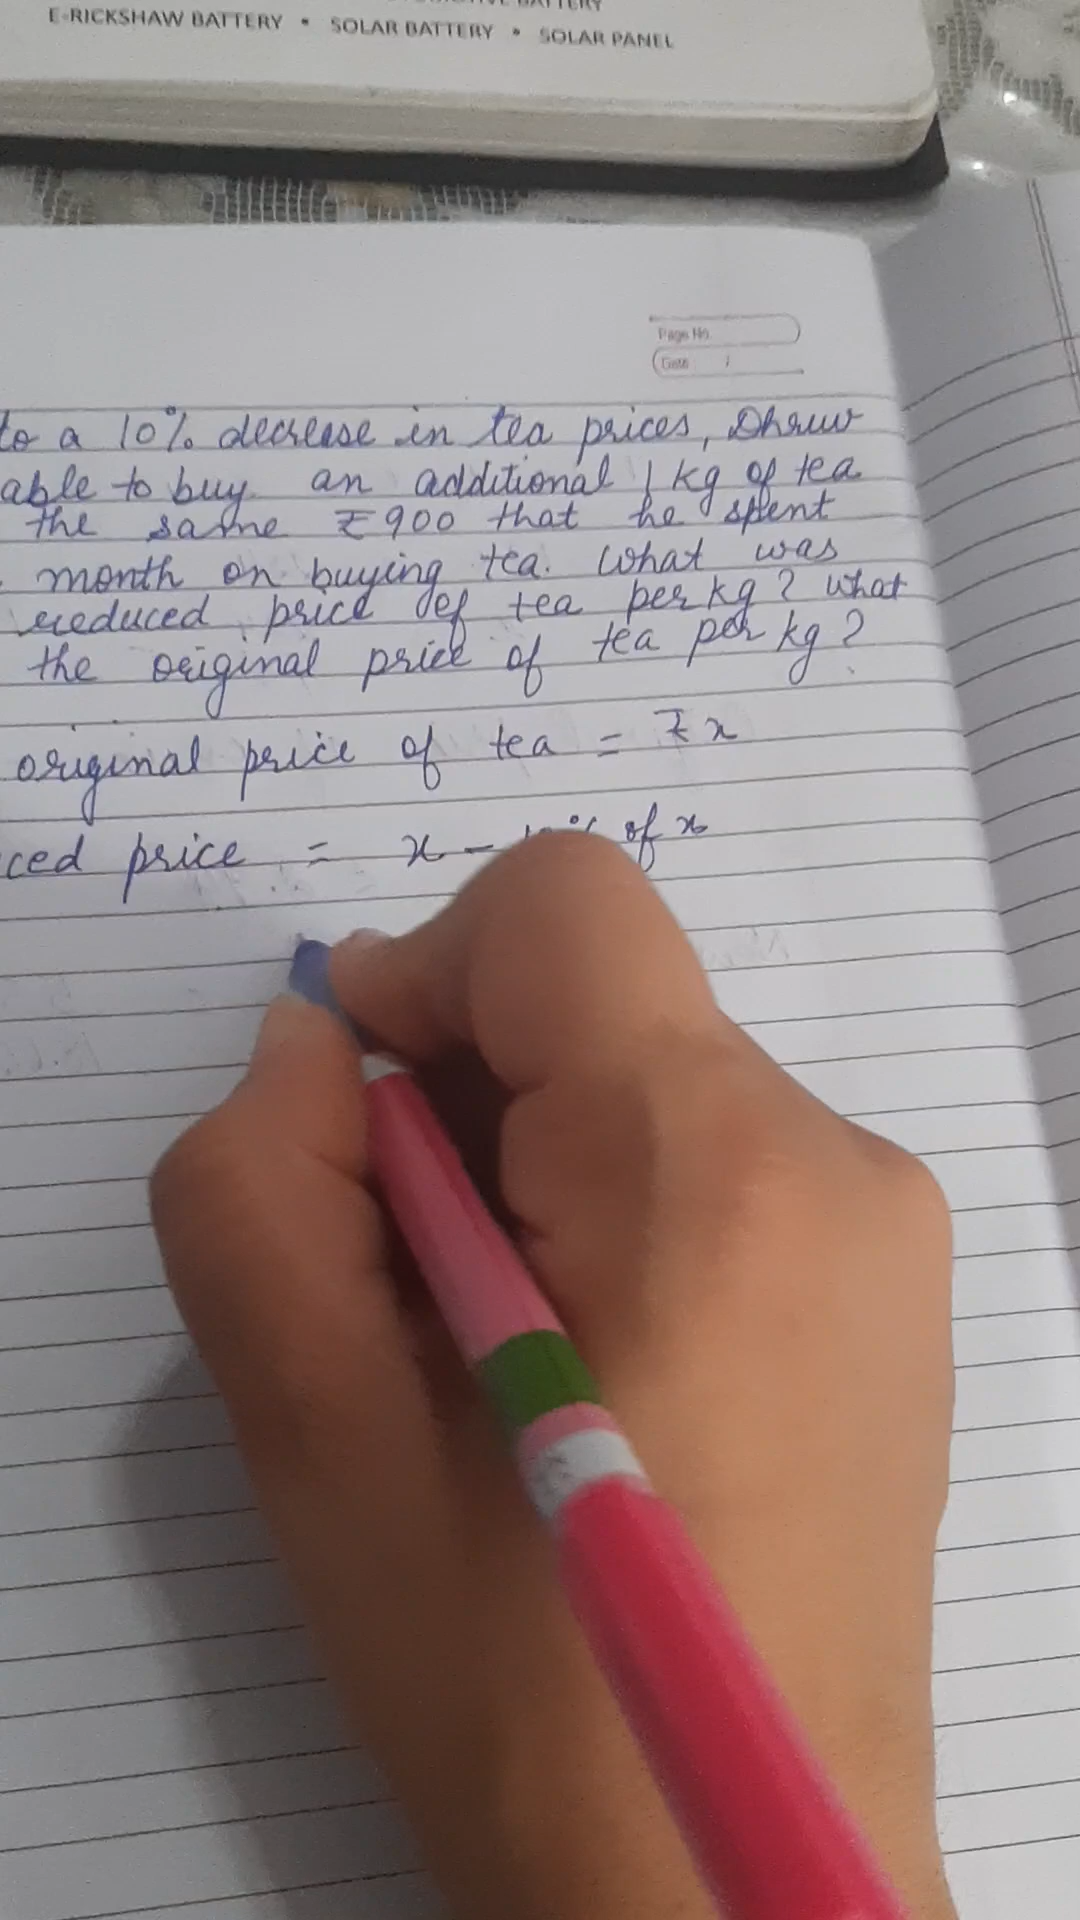 E-RICKSHAW BATTERY • SOLAR BATTERY • SOLAR PANEL
Page No.
Date /
to a 10% decrease in tea prices, Dhruv
able to buy an additional 1 kg of tea
the same ₹900 that he spent
month on buying tea. What was
reduced price of tea per kg? what
the original price of tea per kg?
original price of tea = ₹x
ced price = x - of x